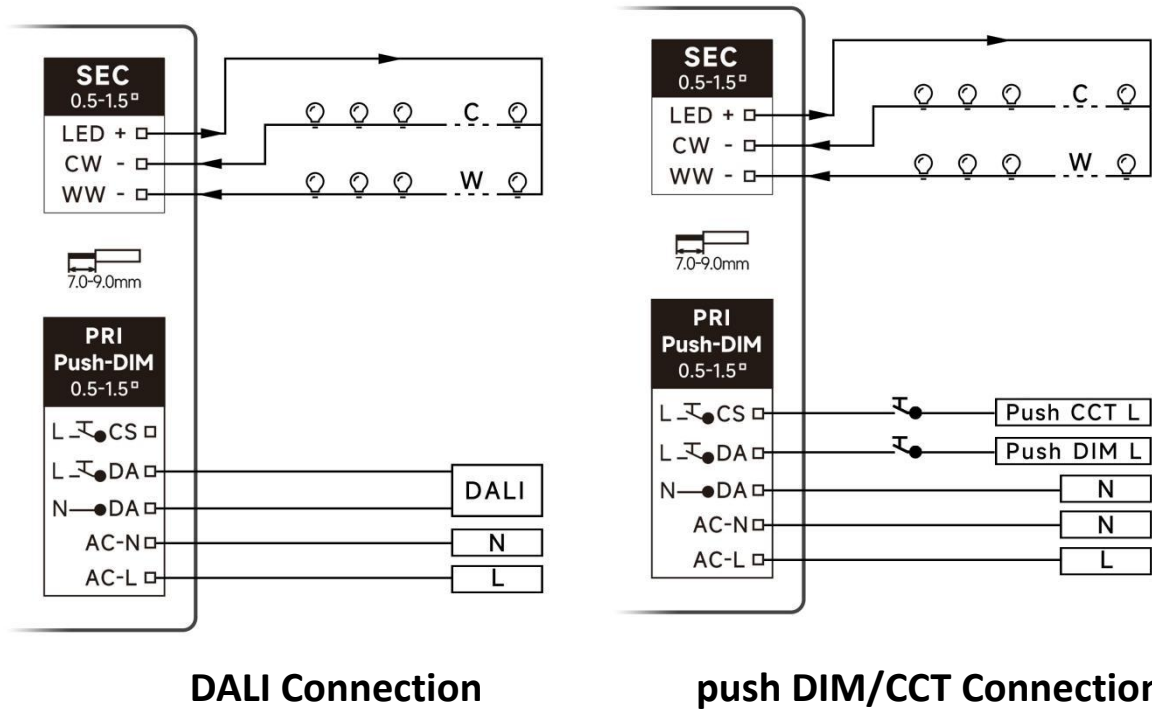 SEC
0.5-1.5▫
LED +
CW -
WW -
C
W
7.0-9.0mm
PRI
Push-DIM
0.5-1.5▫
L CS
L DA
N DA
AC-N
AC-L
DALI
N
L
DALI Connection
SEC
0.5-1.5▫
LED +
CW -
WW -
C
W
7.0-9.0mm
PRI
Push-DIM
0.5-1.5▫
L CS
L DA
N DA
AC-N
AC-L
Push CCT L
Push DIM L
N
N
L
push DIM/CCT Connection